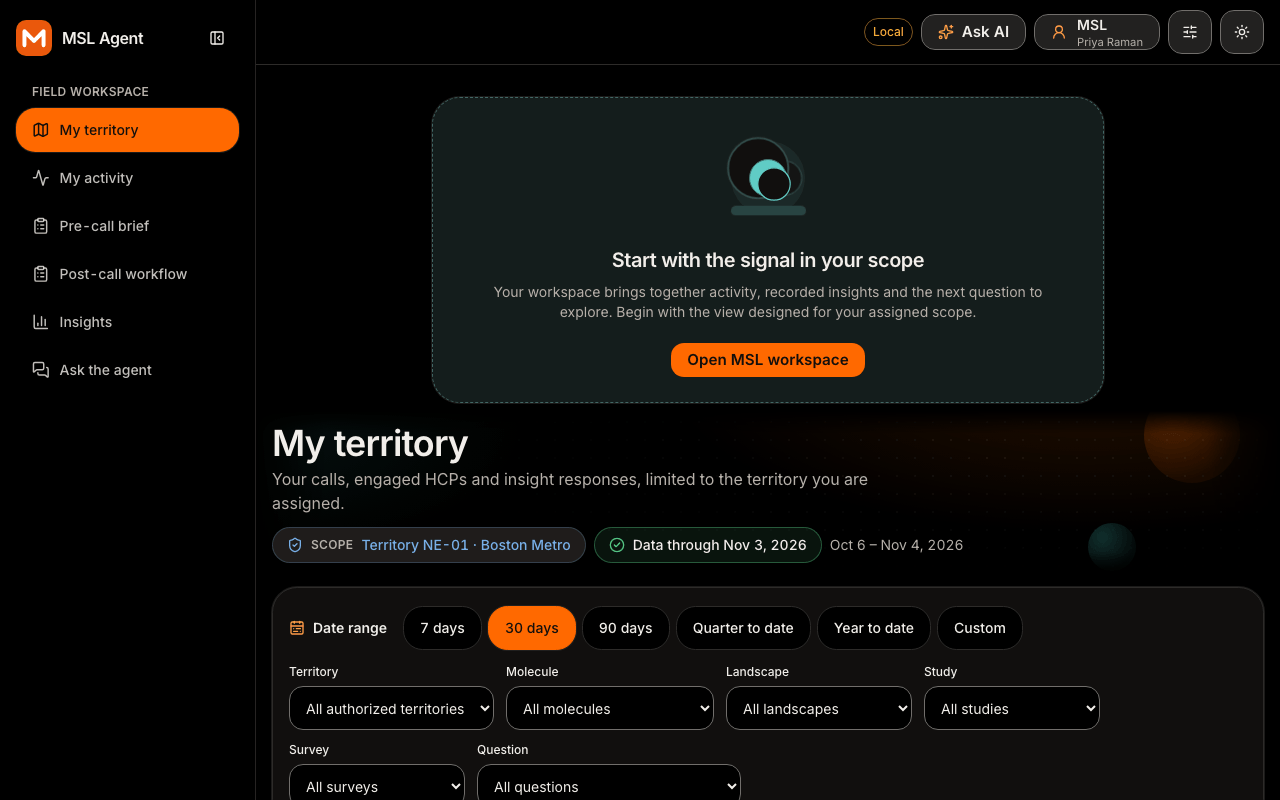 MSL Agent
FIELD WORKSPACE
My territory
My activity
Pre-call brief
Post-call workflow
Insights
Ask the agent
Local
Ask AI
MSL
Priya Raman
Start with the signal in your scope
Your workspace brings together activity, recorded insights and the next question to
explore. Begin with the view designed for your assigned scope.
Open MSL workspace
My territory
Your calls, engaged HCPs and insight responses, limited to the territory you are
assigned.
SCOPE Territory NE-01 · Boston Metro
Data through Nov 3, 2026
Oct 6 – Nov 4, 2026
Date range
7 days
30 days
90 days
Quarter to date
Year to date
Custom
Territory
All authorized territories
Molecule
All molecules
Landscape
All landscapes
Study
All studies
Survey
All surveys
Question
All questions